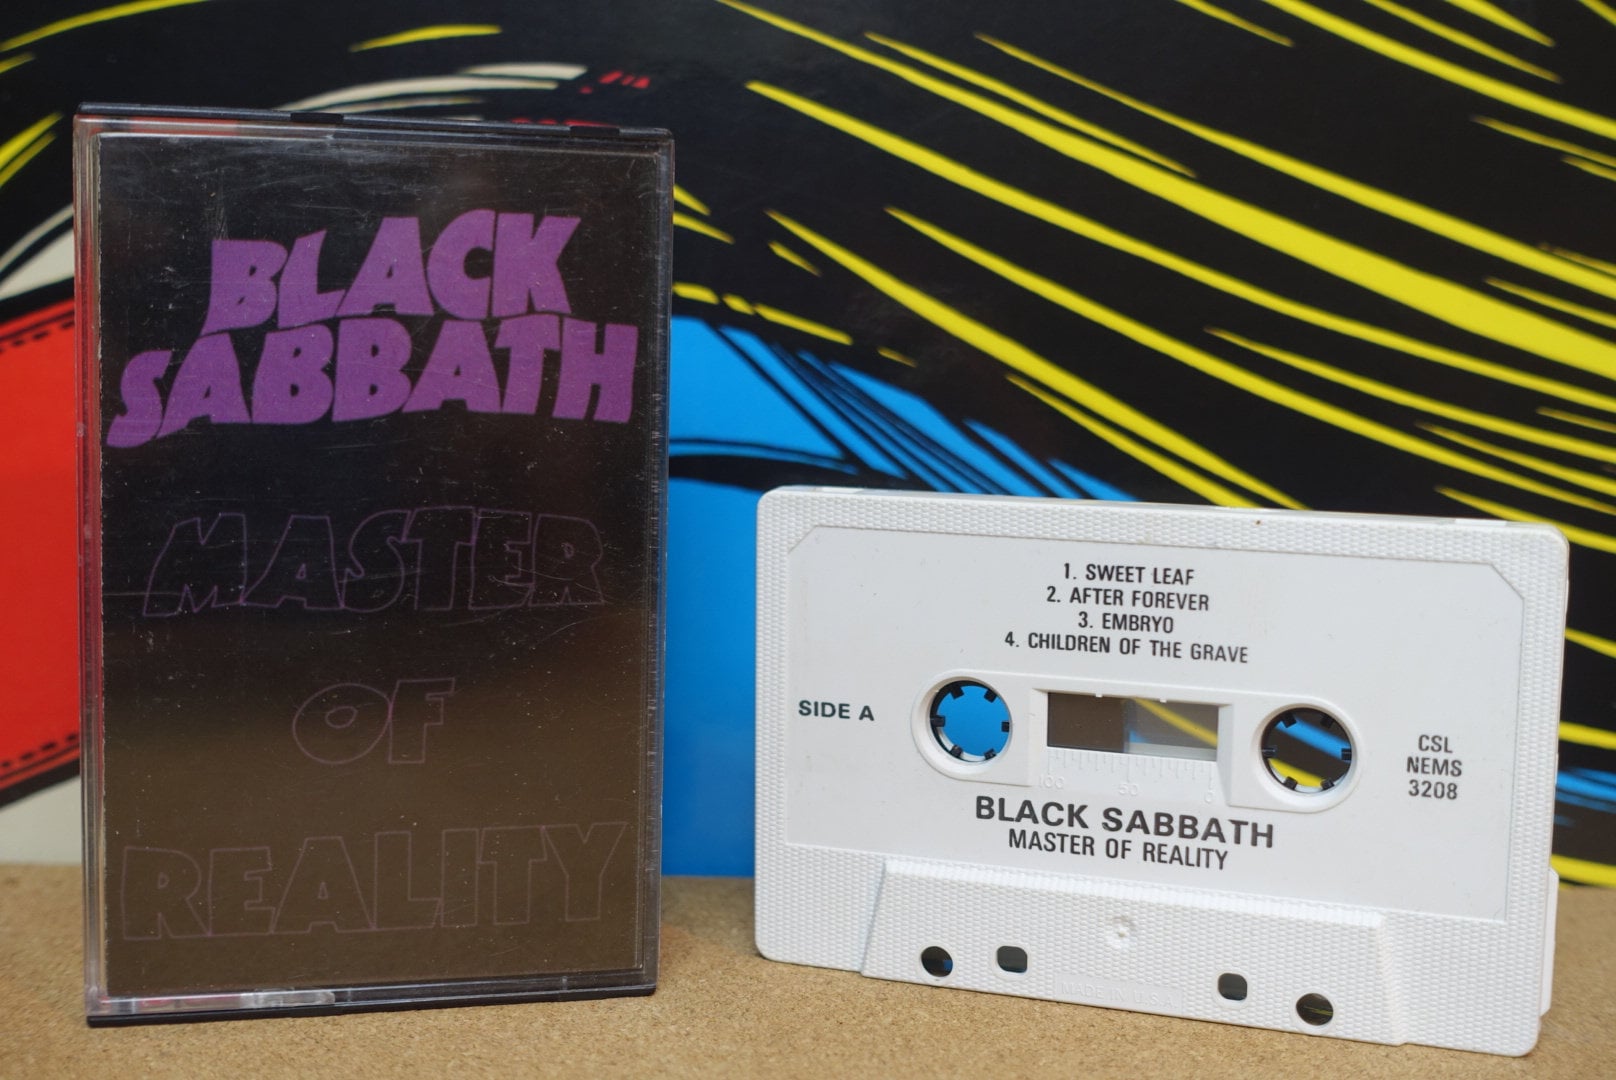 BLACK
SABBATH
MASTER
OF
REALITY
1. SWEET LEAF
2. AFTER FOREVER
3. EMBRYO
4. CHILDREN OF THE GRAVE
SIDE A
CSL
NEMS
3208
100 50 0
BLACK SABBATH
MASTER OF REALITY
MADE IN U.S.A.